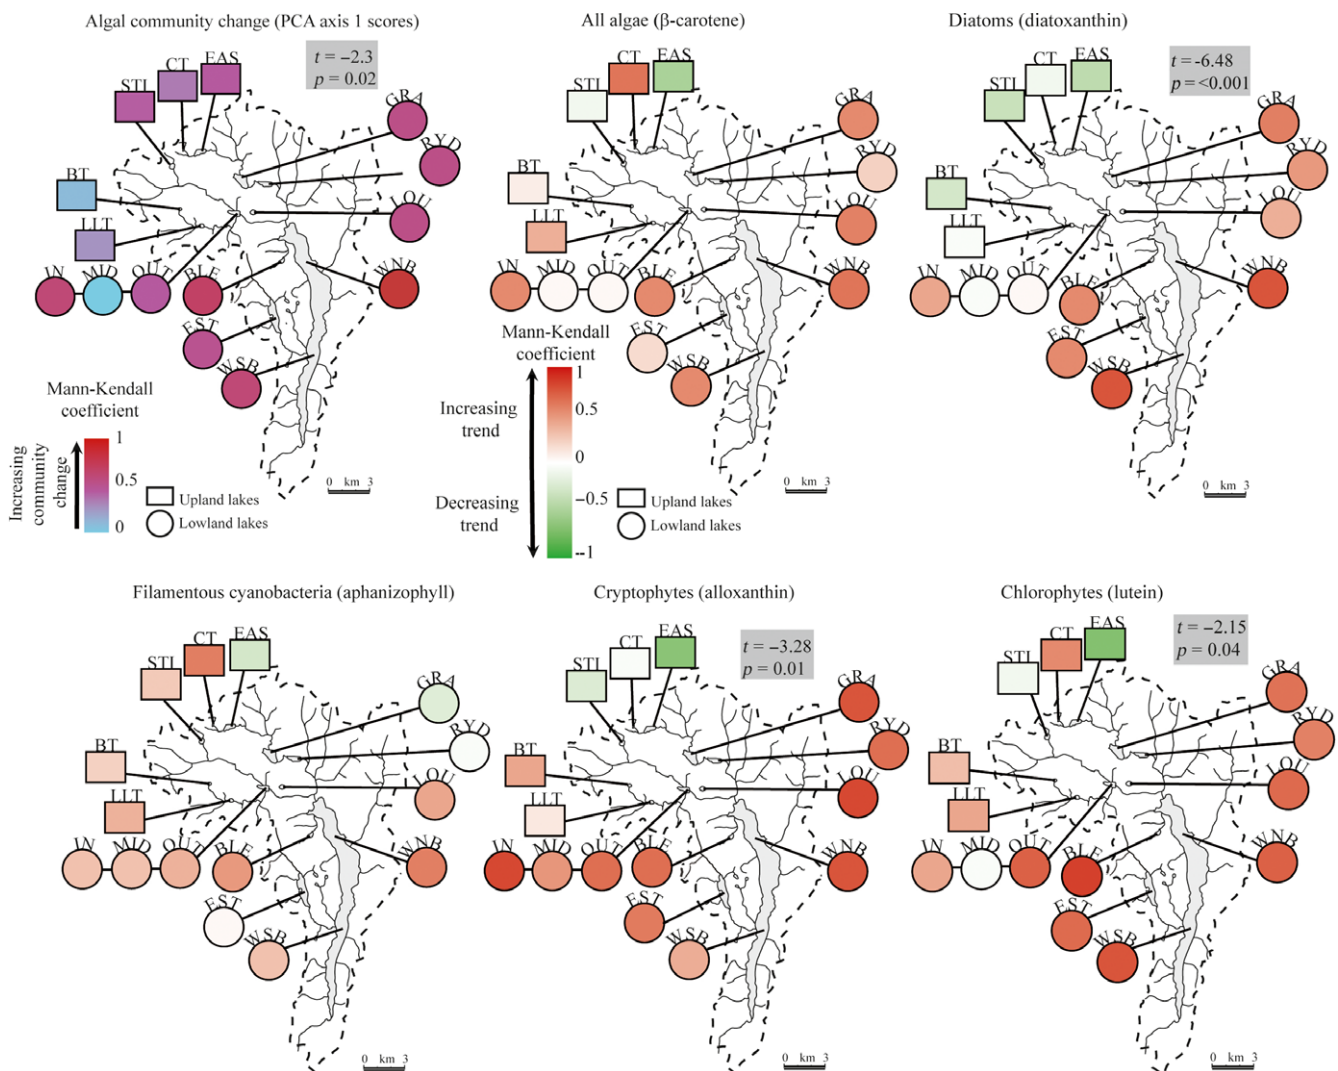 Algal community change (PCA axis 1 scores)
t = −2.3
p = 0.02
STI
CT
EAS
GRA
RYD
BT
LOU
LLT
IN
MID
OUT
BLE
WNB
EST
WSB
Mann-Kendall
coefficient
Increasing
community
change
1
0.5
0
Upland lakes
Lowland lakes
0 km 3
All algae (β-carotene)
STI
CT
EAS
GRA
RYD
BT
LOU
LLT
IN
MID
OUT
BLE
WNB
EST
WSB
Mann-Kendall
coefficient
Increasing
trend
Decreasing
trend
1
0.5
0
−0.5
--1
Upland lakes
Lowland lakes
0 km 3
Diatoms (diatoxanthin)
t = -6.48
p = <0.001
STI
CT
EAS
GRA
RYD
BT
LOU
LLT
IN
MID
OUT
BLE
WNB
EST
WSB
0 km 3
Filamentous cyanobacteria (aphanizophyll)
STI
CT
EAS
GRA
RYD
BT
LOU
LLT
IN
MID
OUT
BLE
WNB
EST
WSB
0 km 3
Cryptophytes (alloxanthin)
t = −3.28
p = 0.01
STI
CT
EAS
GRA
RYD
BT
LOU
LLT
IN
MID
OUT
BLE
WNB
EST
WSB
0 km 3
Chlorophytes (lutein)
t = −2.15
p = 0.04
STI
CT
EAS
GRA
RYD
BT
LOU
LLT
IN
MID
OUT
BLE
WNB
EST
WSB
0 km 3